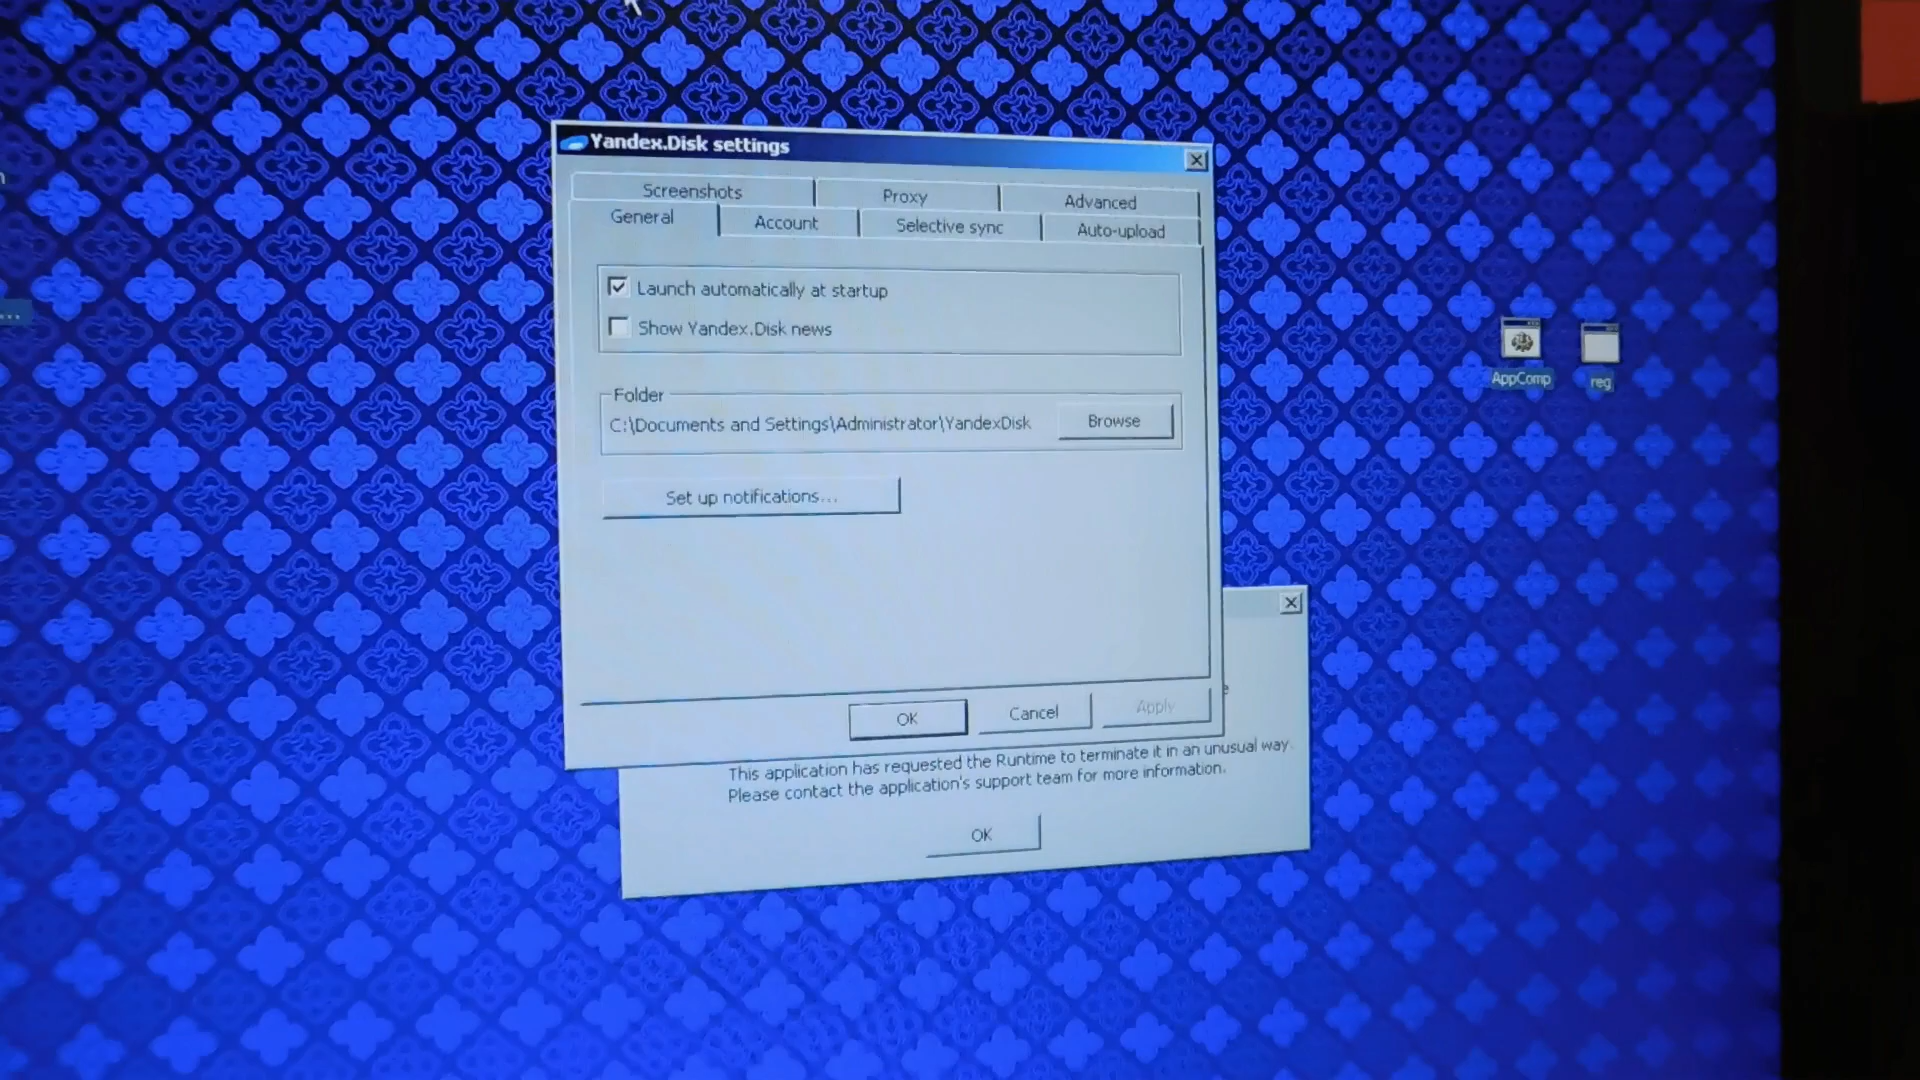 Yandex.Disk settings
Screenshots
Proxy
Advanced
General
Account
Selective sync
Auto-upload
Launch automatically at startup
Show Yandex.Disk news
Folder
C:\Documents and Settings\Administrator\YandexDisk
Browse
Set up notifications...
OK
Cancel
Apply
This application has requested the Runtime to terminate it in an unusual way.
Please contact the application's support team for more information.
OK
AppComp
reg